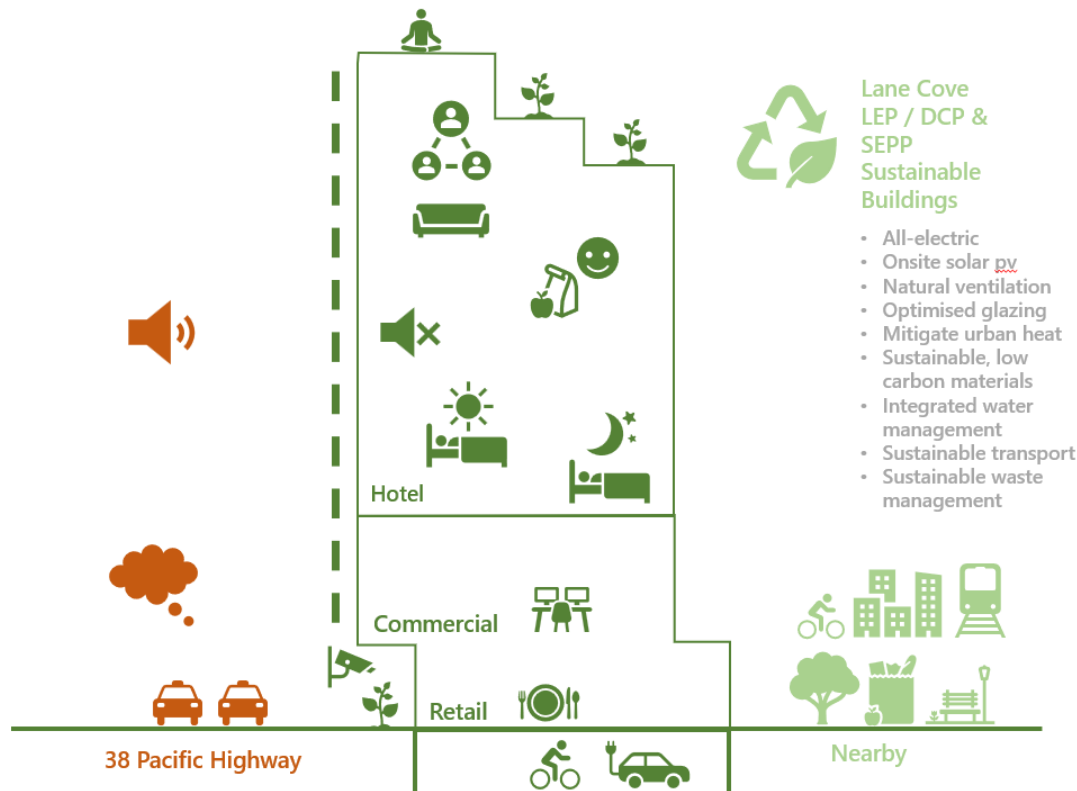 Lane Cove
LEP / DCP &
SEPP
Sustainable
Buildings
• All-electric
• Onsite solar pv
• Natural ventilation
• Optimised glazing
• Mitigate urban heat
• Sustainable, low
carbon materials
• Integrated water
management
• Sustainable transport
• Sustainable waste
management
Hotel
Commercial
Retail
38 Pacific Highway
Nearby